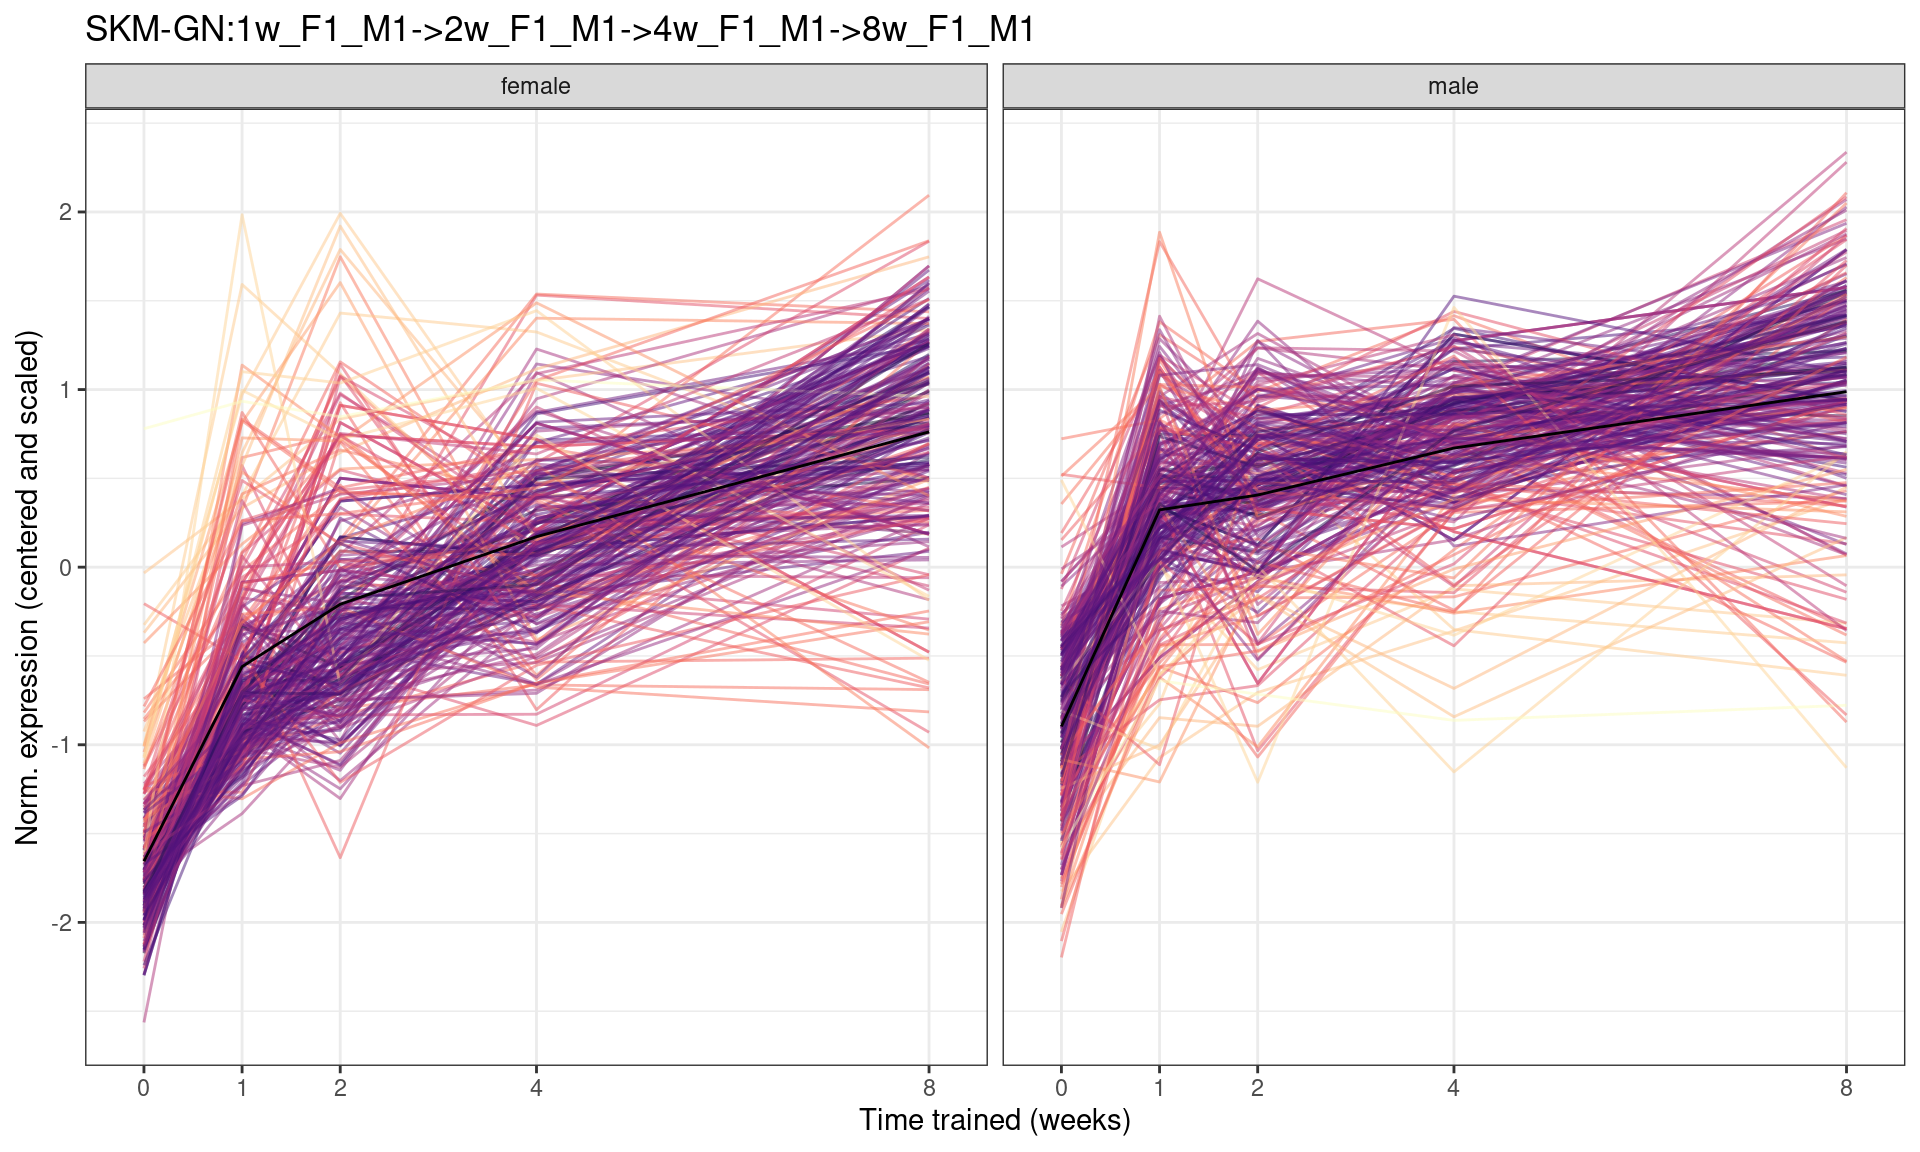 SKM-GN:1w_F1_M1->2w_F1_M1->4w_F1_M1->8w_F1_M1
female
male
Norm. expression (centered and scaled)
2
1
0
-1
-2
0 1 2 4 8
0 1 2 4 8
Time trained (weeks)